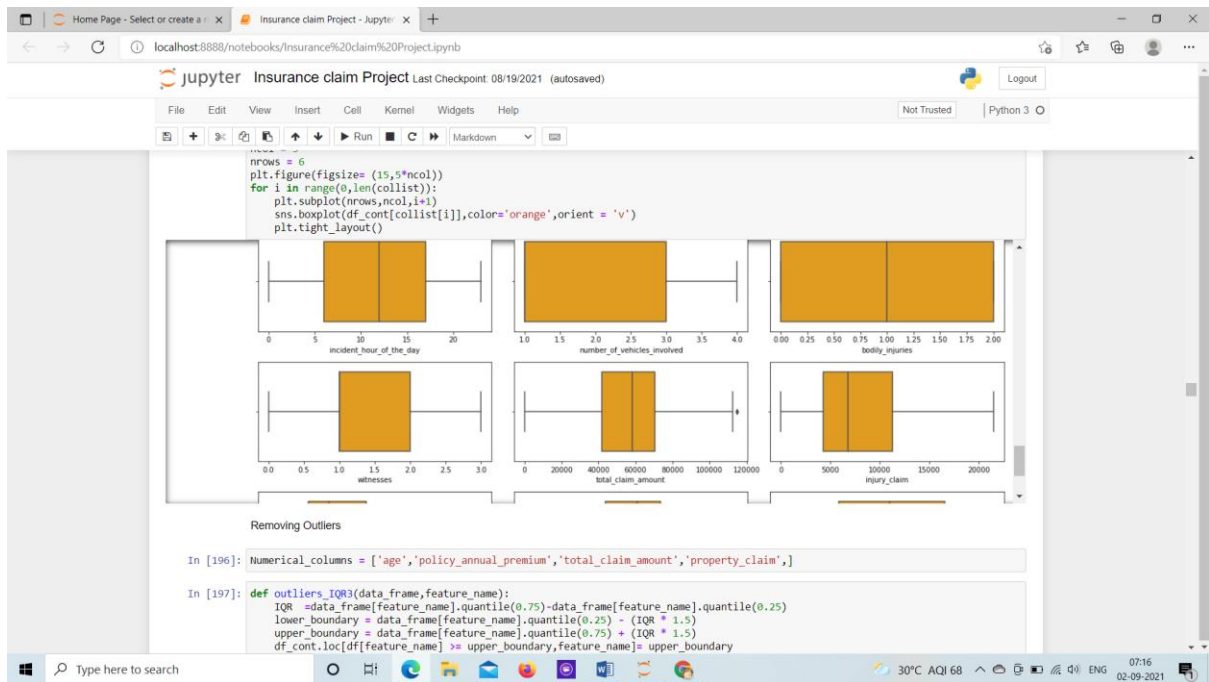 Home Page - Select or create a n
Insurance claim Project - Jupyter
localhost:8888/notebooks/Insurance%20claim%20Project.ipynb
jupyter Insurance claim Project Last Checkpoint: 08/19/2021 (autosaved)
Logout
File Edit View Insert Cell Kernel Widgets Help
Not Trusted
Python 3
Run
Markdown
nrows = 6
plt.figure(figsize= (15,5*ncol))
for i in range(0,len(collist)):
plt.subplot(nrows,ncol,i+1)
sns.boxplot(df_cont[collist[i]],color='orange',orient = 'v')
plt.tight_layout()
0 5 10 15 20
incident_hour_of_the_day
1.0 1.5 2.0 2.5 3.0 3.5 4.0
number_of_vehicles_involved
0.00 0.25 0.50 0.75 1.00 1.25 1.50 1.75 2.00
bodily_injuries
0.0 0.5 1.0 1.5 2.0 2.5 3.0
witnesses
0 20000 40000 60000 80000 100000 120000
total_claim_amount
0 5000 10000 15000 20000
injury_claim
Removing Outliers
In [196]: Numerical_columns = ['age','policy_annual_premium','total_claim_amount','property_claim',]
In [197]: def outliers_IQR3(data_frame,feature_name):
IQR =data_frame[feature_name].quantile(0.75)-data_frame[feature_name].quantile(0.25)
lower_boundary = data_frame[feature_name].quantile(0.25) - (IQR * 1.5)
upper_boundary = data_frame[feature_name].quantile(0.75) + (IQR * 1.5)
df_cont.loc[df[feature_name] >= upper_boundary,feature_name]= upper_boundary
Type here to search
30°C AQI 68
ENG
07:16
02-09-2021